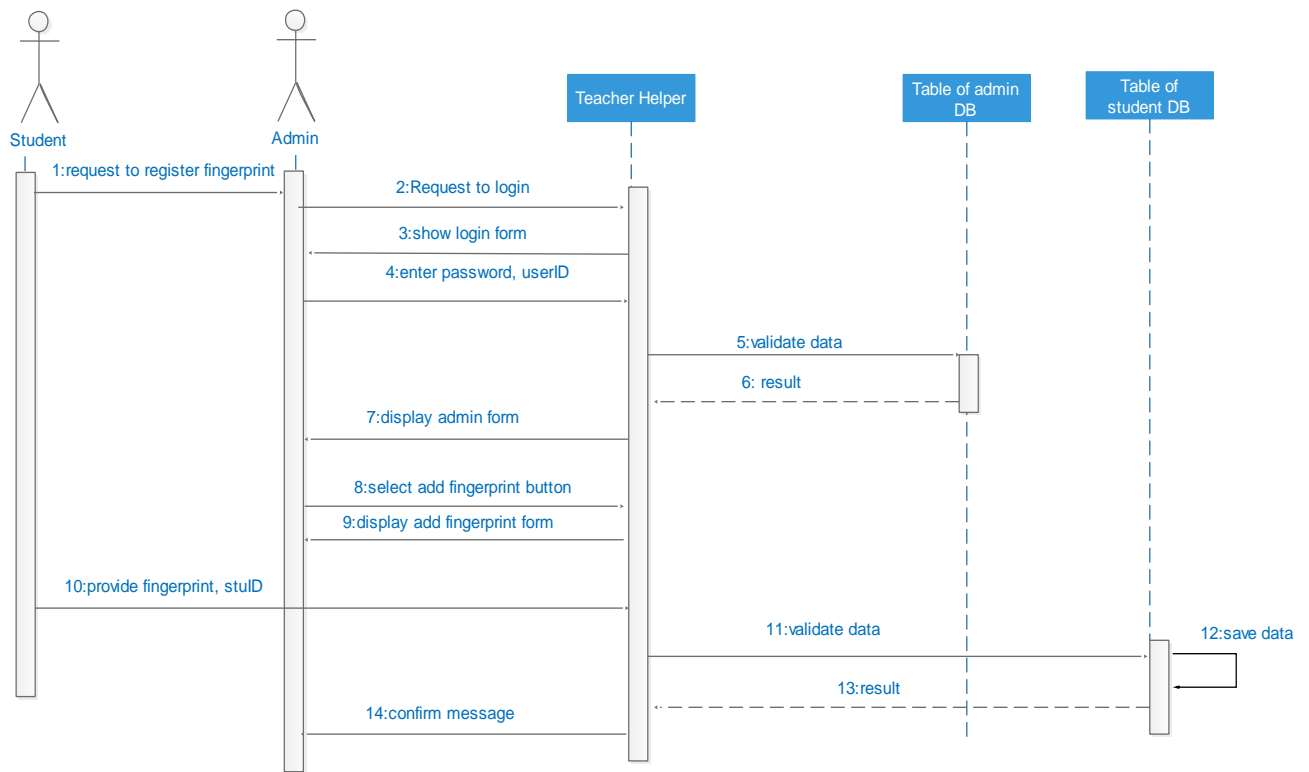 Student
Admin
Teacher Helper
Table of admin
DB
Table of
student DB
1:request to register fingerprint
2:Request to login
3:show login form
4:enter password, userID
5:validate data
6: result
7:display admin form
8:select add fingerprint button
9:display add fingerprint form
10:provide fingerprint, stuID
11:validate data
12:save data
13:result
14:confirm message